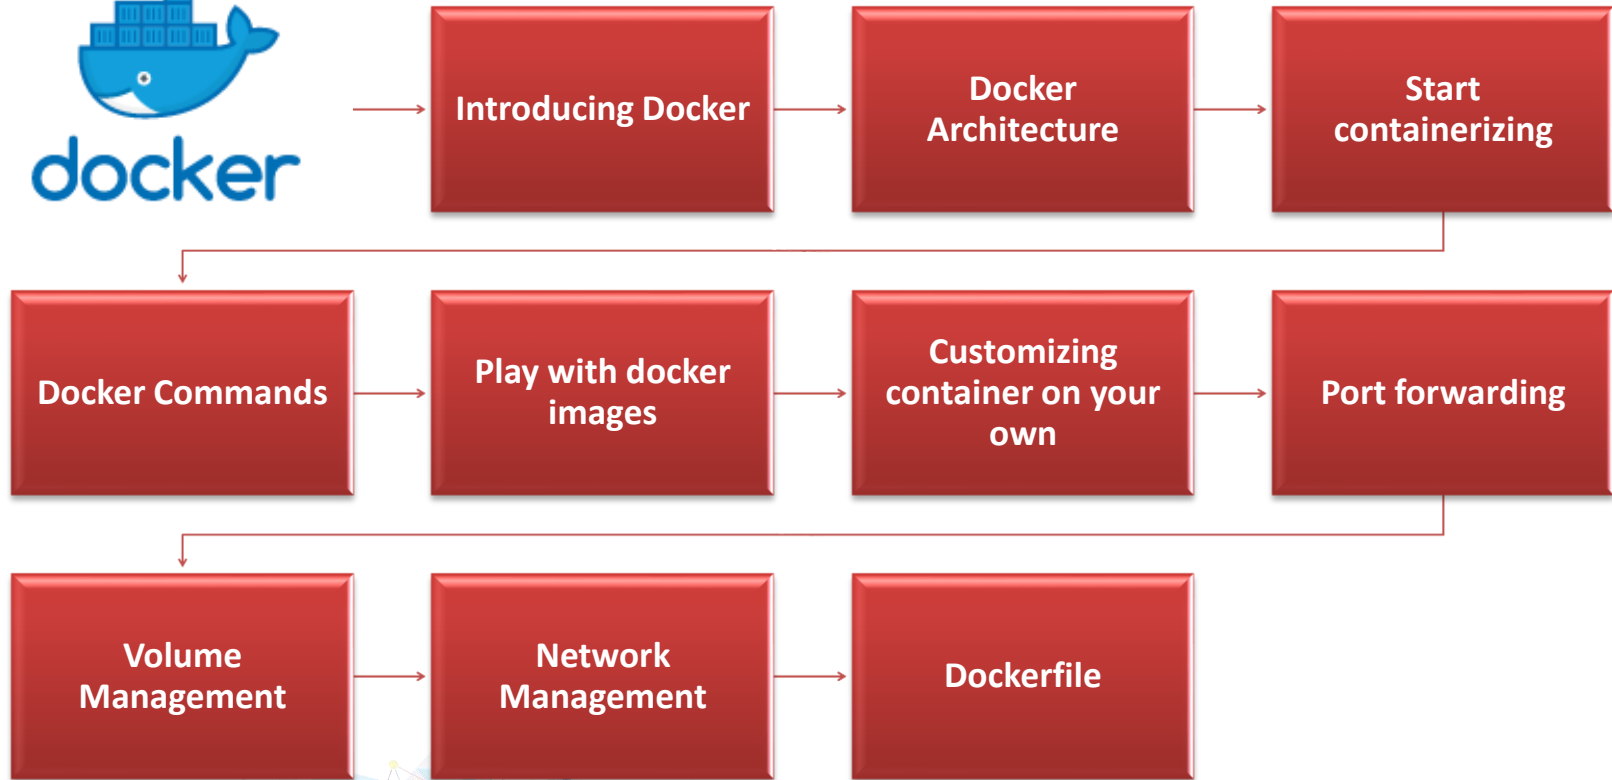 docker
Introducing Docker
Docker
Architecture
Start
containerizing
Docker Commands
Play with docker
images
Customizing
container on your
own
Port forwarding
Volume
Management
Network
Management
Dockerfile